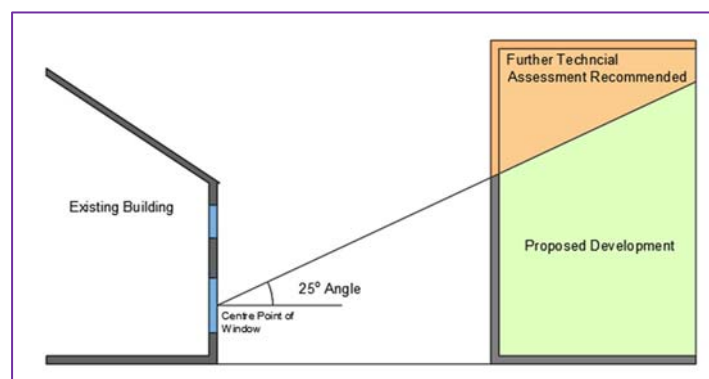 Further Techncial
Assessment Recommended
Existing Building
Proposed Development
25° Angle
Centre Point of
Window